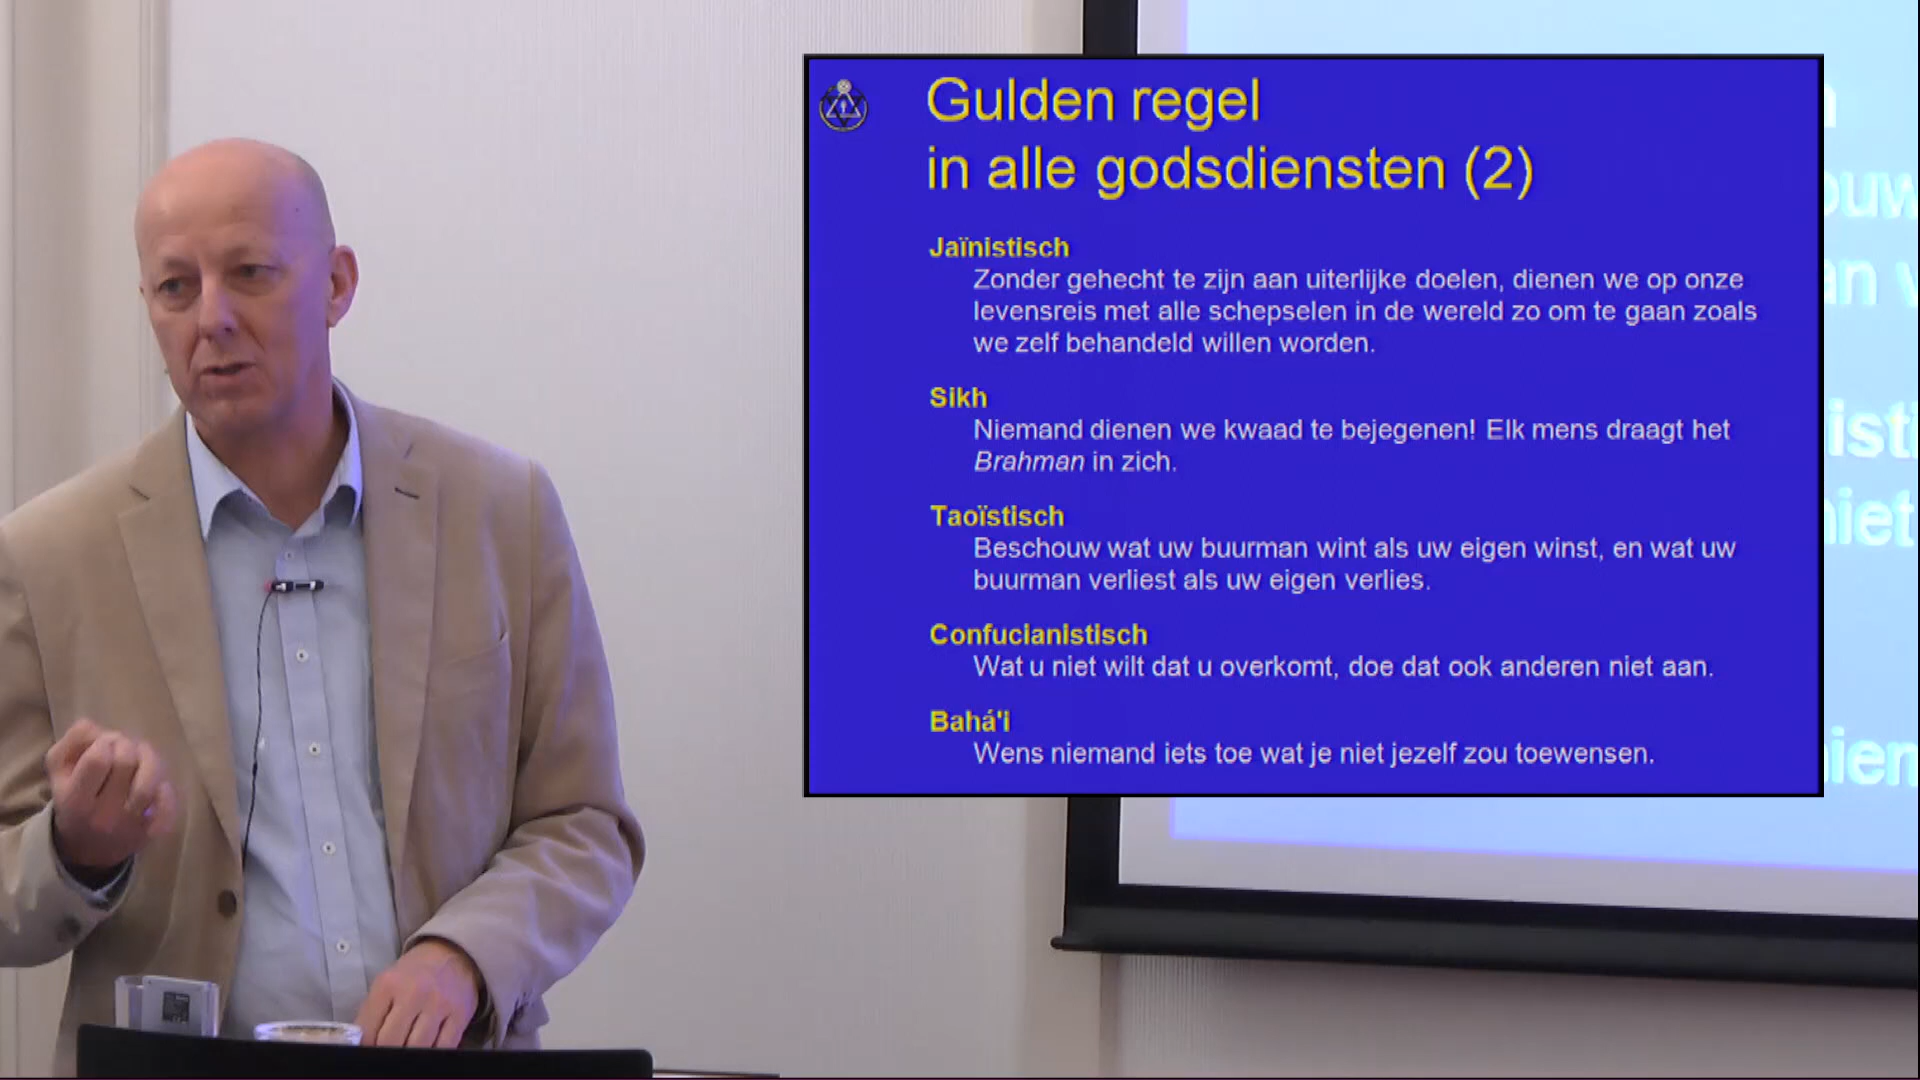 Gulden regel
in alle godsdiensten (2)
Jaïnistisch
Zonder gehecht te zijn aan uiterlijke doelen, dienen we op onze
levensreis met alle schepselen in de wereld zo om te gaan zoals
we zelf behandeld willen worden.
Sikh
Niemand dienen we kwaad te bejegenen! Elk mens draagt het
Brahman in zich.
Taoïstisch
Beschouw wat uw buurman wint als uw eigen winst, en wat uw
buurman verliest als uw eigen verlies.
Confucianistisch
Wat u niet wilt dat u overkomt, doe dat ook anderen niet aan.
Bahá'i
Wens niemand iets toe wat je niet jezelf zou toewensen.